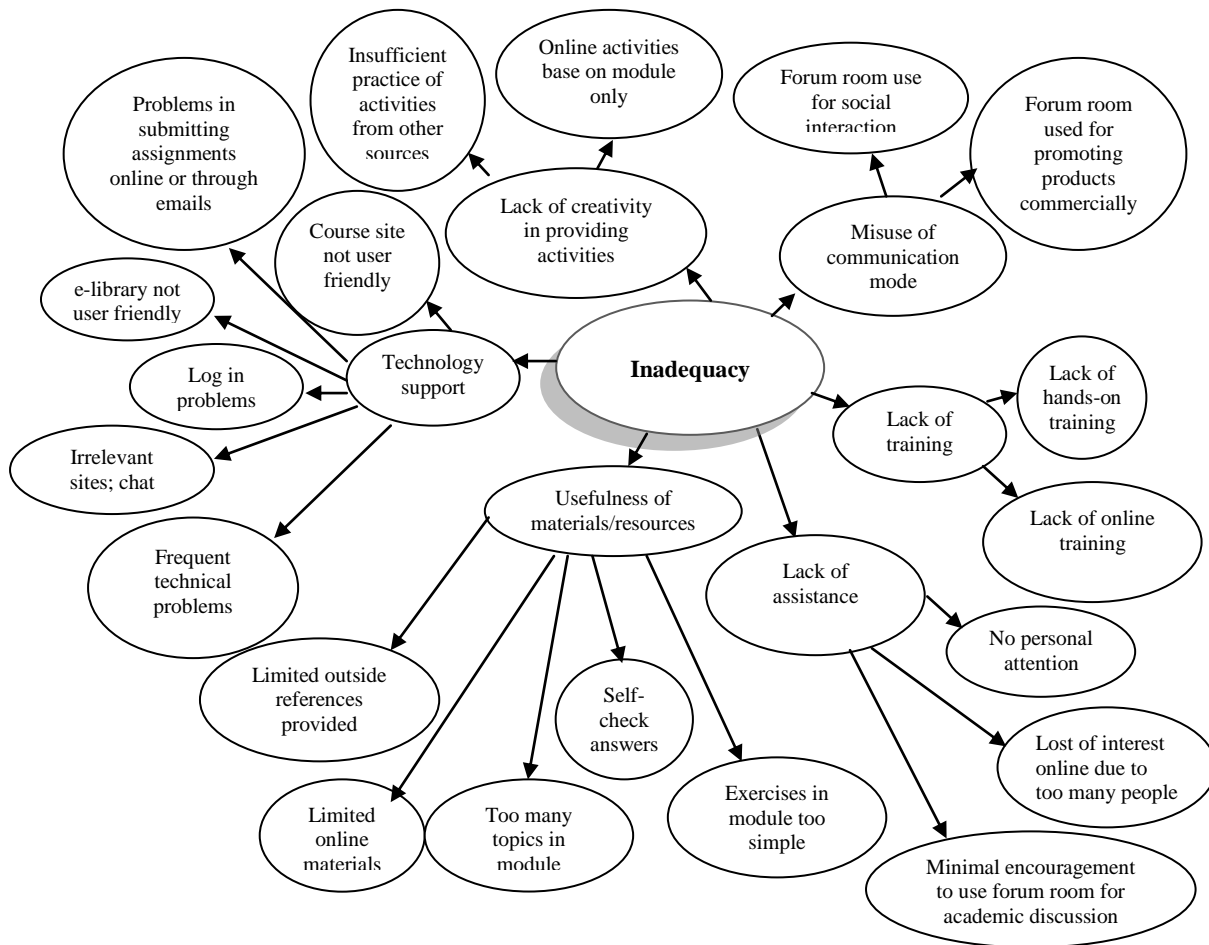 Insufficient
practice of
activities
from other
sources
Online activities
base on module
only
Forum room use
for social
interaction
Forum room
used for
promoting
products
commercially
Problems in
submitting
assignments
online or through
emails
Lack of creativity
in providing
activities
Misuse of
communication
mode
Course site
not user
friendly
e-library not
user friendly
Technology
support
Inadequacy
Log in
problems
Lack of
hands-on
training
Lack of
training
Irrelevant
sites; chat
Usefulness of
materials/resources
Lack of online
training
Frequent
technical
problems
Lack of
assistance
No personal
attention
Limited outside
references
provided
Self-
check
answers
Lost of interest
online due to
too many people
Limited
online
materials
Too many
topics in
module
Exercises in
module too
simple
Minimal encouragement
to use forum room for
academic discussion